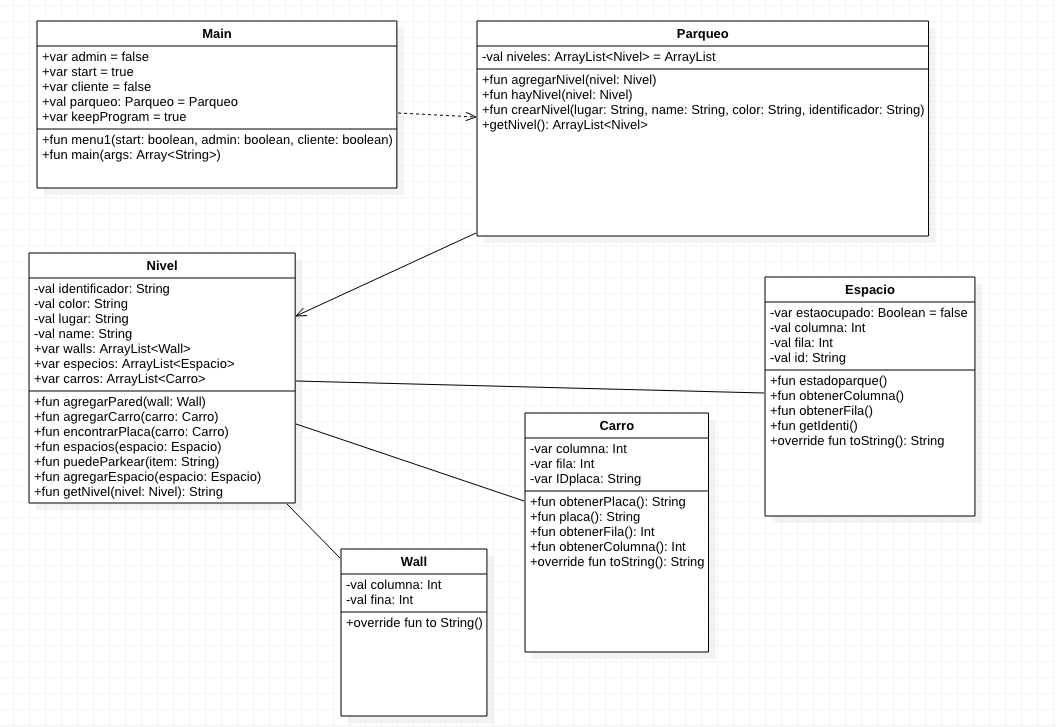 Main
+var admin = false
+var start = true
+var cliente = false
+val parqueo: Parqueo = Parqueo
+var keepProgram = true
+fun menu1(start: boolean, admin: boolean, cliente: boolean)
+fun main(args: Array<String>)
Parqueo
-val niveles: ArrayList<Nivel> = ArrayList
+fun agregarNivel(nivel: Nivel)
+fun hayNivel(nivel: Nivel)
+fun crearNivel(lugar: String, name: String, color: String, identificador: String)
+getNivel(): ArrayList<Nivel>
Nivel
-val identificador: String
-val color: String
-val lugar: String
-val name: String
+var walls: ArrayList<Wall>
+var especios: ArrayList<Espacio>
+var carros: ArrayList<Carro>
+fun agregarPared(wall: Wall)
+fun agregarCarro(carro: Carro)
+fun encontrarPlaca(carro: Carro)
+fun espacios(espacio: Espacio)
+fun puedeParkear(item: String)
+fun agregarEspacio(espacio: Espacio)
+fun getNivel(nivel: Nivel): String
Espacio
-var estaocupado: Boolean = false
-val columna: Int
-val fila: Int
-val id: String
+fun estadoparque()
+fun obtenerColumna()
+fun obtenerFila()
+fun getIdenti()
+override fun toString(): String
Carro
-var columna: Int
-var fila: Int
-var IDplaca: String
+fun obtenerPlaca(): String
+fun placa(): String
+fun obtenerFila(): Int
+fun obtenerColumna(): Int
+override fun toString(): String
Wall
-val columna: Int
-val fina: Int
+override fun to String()